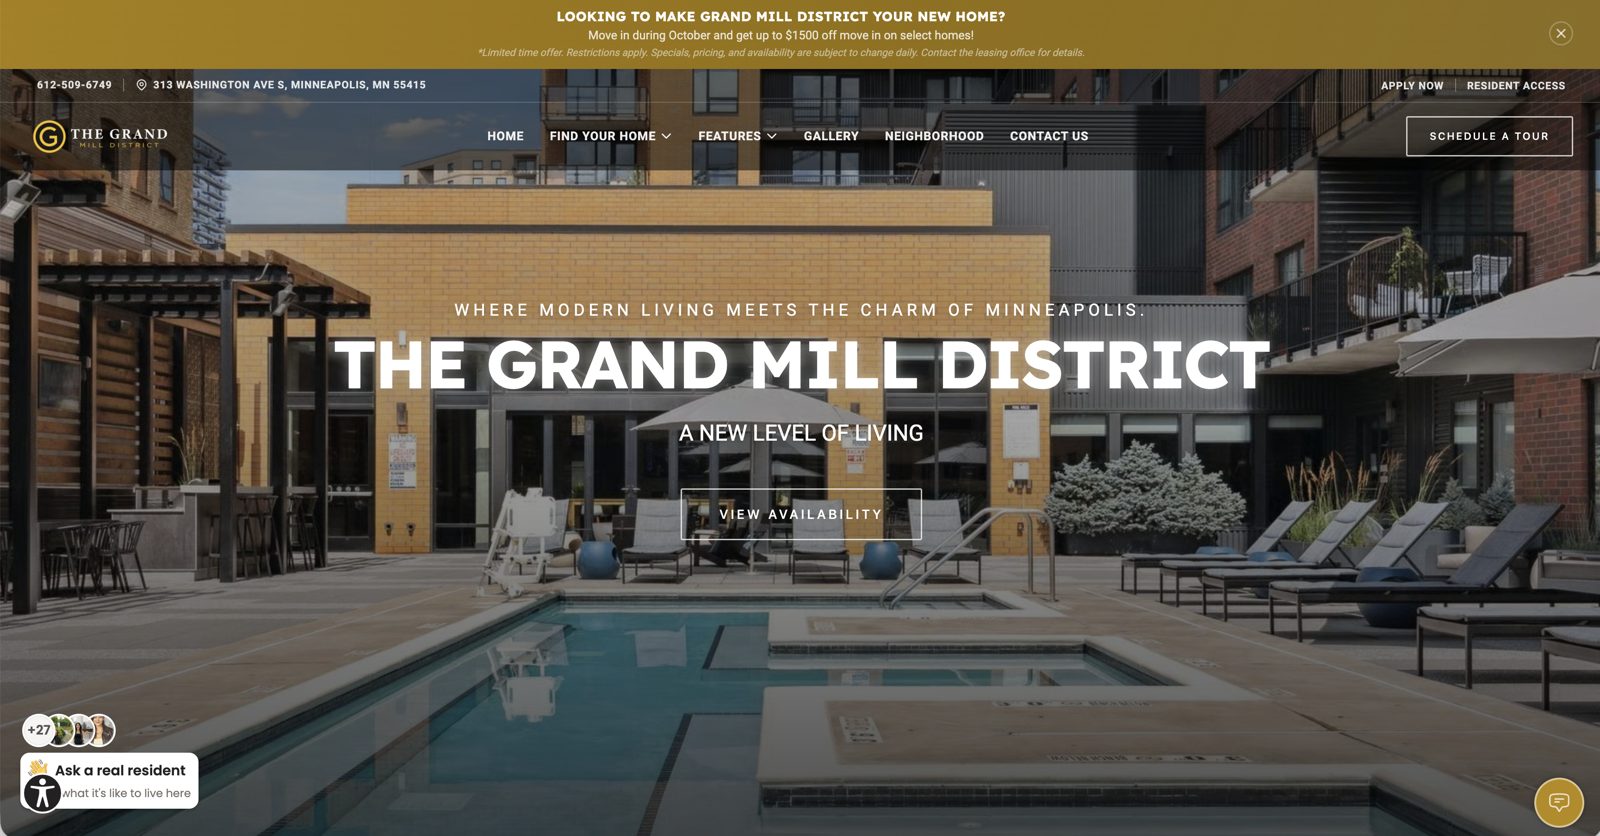 LOOKING TO MAKE GRAND MILL DISTRICT YOUR NEW HOME?
Move in during October and get up to $1500 off move in on select homes!
*Limited time offer. Restrictions apply. Specials, pricing, and availability are subject to change daily. Contact the leasing office for details.
612-509-6749
313 WASHINGTON AVE S, MINNEAPOLIS, MN 55415
APPLY NOW
RESIDENT ACCESS
G THE GRAND
MILL DISTRICT
HOME
FIND YOUR HOME
FEATURES
GALLERY
NEIGHBORHOOD
CONTACT US
SCHEDULE A TOUR
WHERE MODERN LIVING MEETS THE CHARM OF MINNEAPOLIS.
THE GRAND MILL DISTRICT
A NEW LEVEL OF LIVING
VIEW AVAILABILITY
+27
Ask a real resident
what it's like to live here